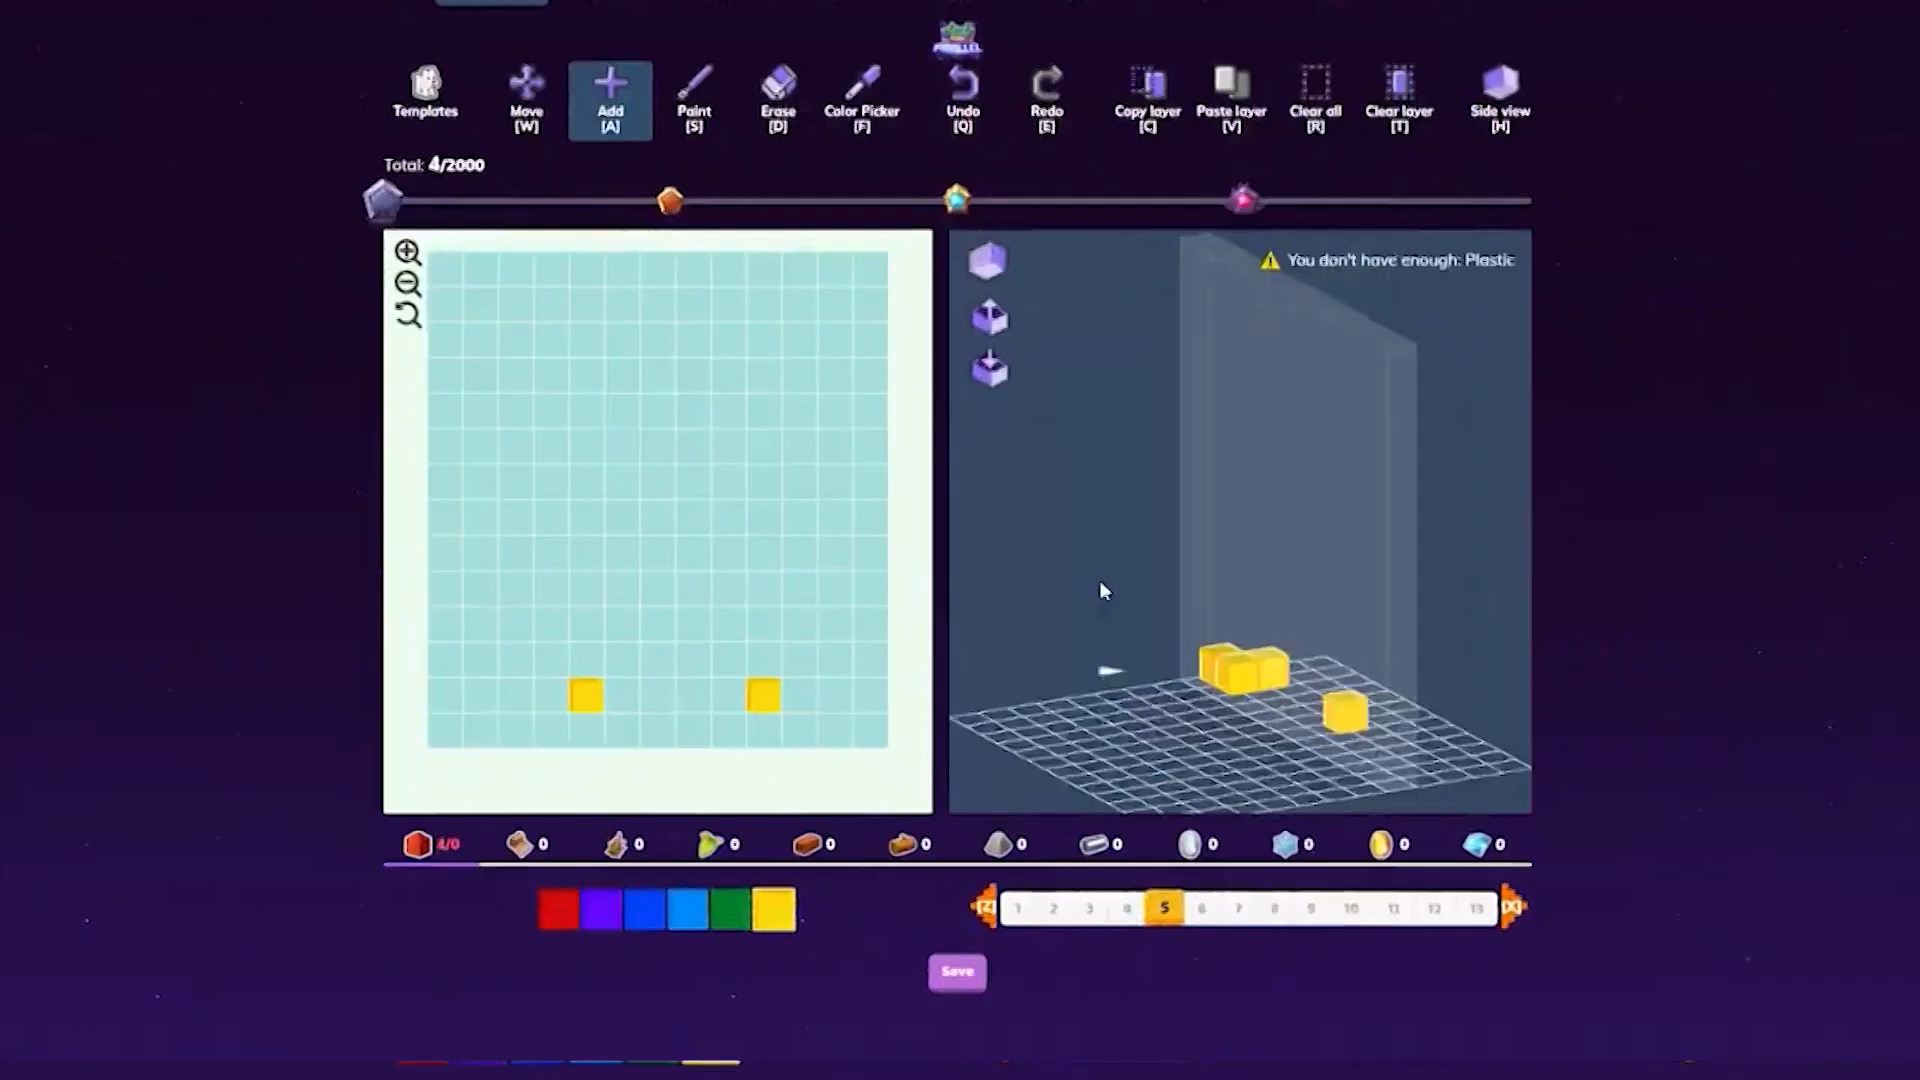 PARALLEL
Templates
Move
[W]
Add
[A]
Paint
[S]
Erase
[D]
Color Picker
[F]
Undo
[Q]
Redo
[E]
Copy layer
[C]
Paste layer
[V]
Clear all
[R]
Clear layer
[T]
Side view
[H]
Total: 4/2000
You don't have enough: Plastic
4/0
0
0
0
0
0
0
0
0
0
0
0
[Z] 1 2 3 4 5 6 7 8 9 10 11 12 13 [X]
Save